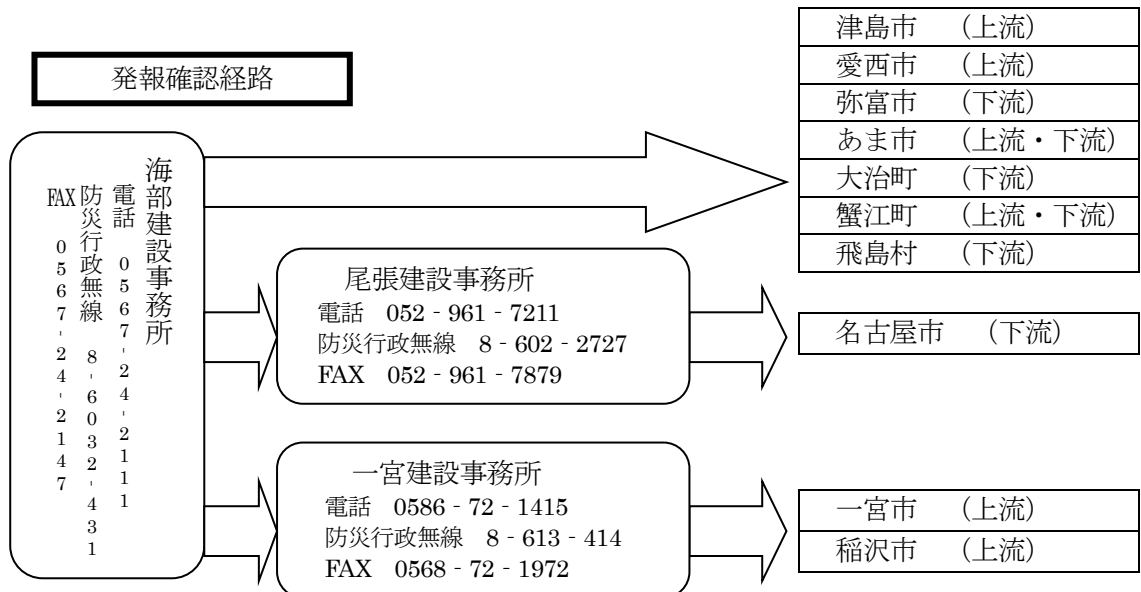 発報確認経路
海部建設事務所
電話 0567-24-2111
防災行政無線 8-6032-431
FAX 0567-24-2147
尾張建設事務所
電話 052‐961‐7211
防災行政無線 8‐602‐2727
FAX 052‐961‐7879
一宮建設事務所
電話 0586‐72‐1415
防災行政無線 8‐613‐414
FAX 0568‐72‐1972
津島市 (上流)
愛西市 (上流)
弥富市 (下流)
あま市 (上流・下流)
大治町 (下流)
蟹江町 (上流・下流)
飛島村 (下流)
名古屋市 (下流)
一宮市 (上流)
稲沢市 (上流)